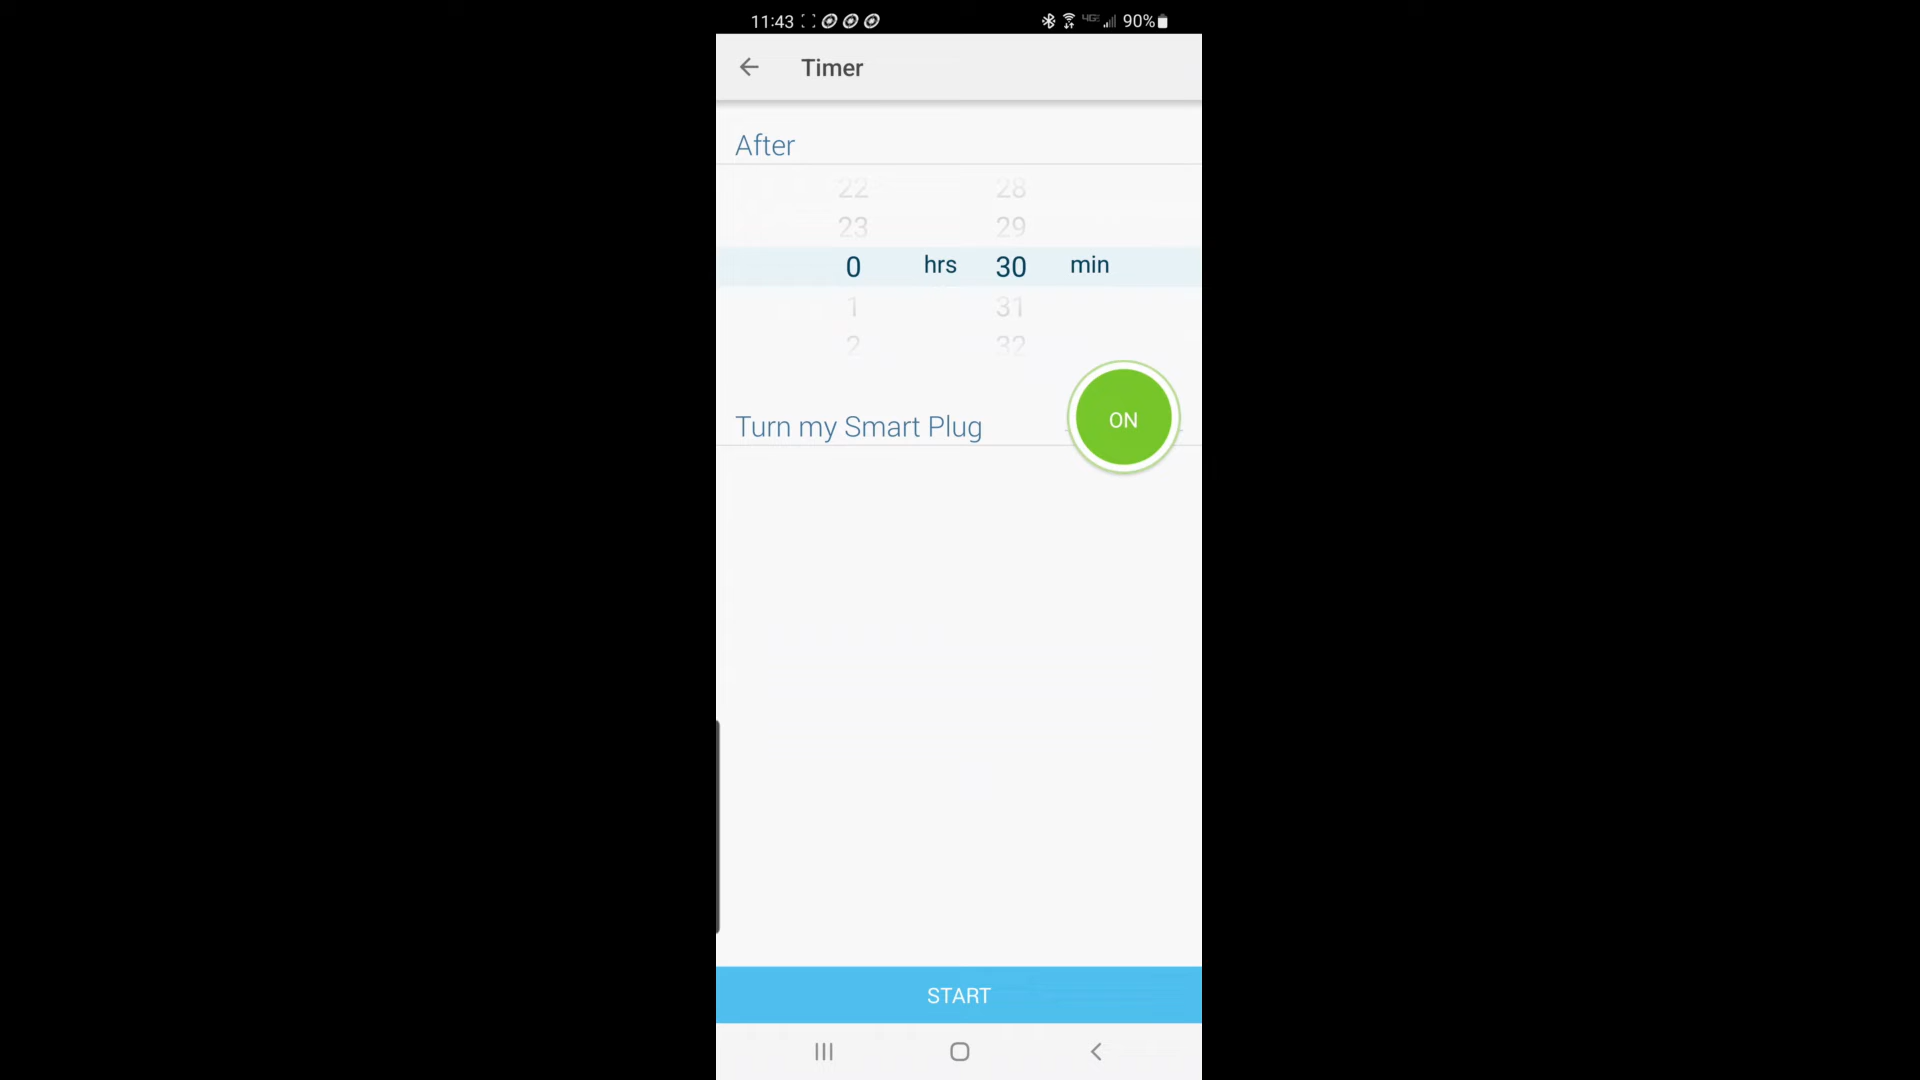 11:43 90%
Timer
After
22 28
23 29
0 hrs 30 min
1 31
2 32
Turn my Smart Plug ON
START